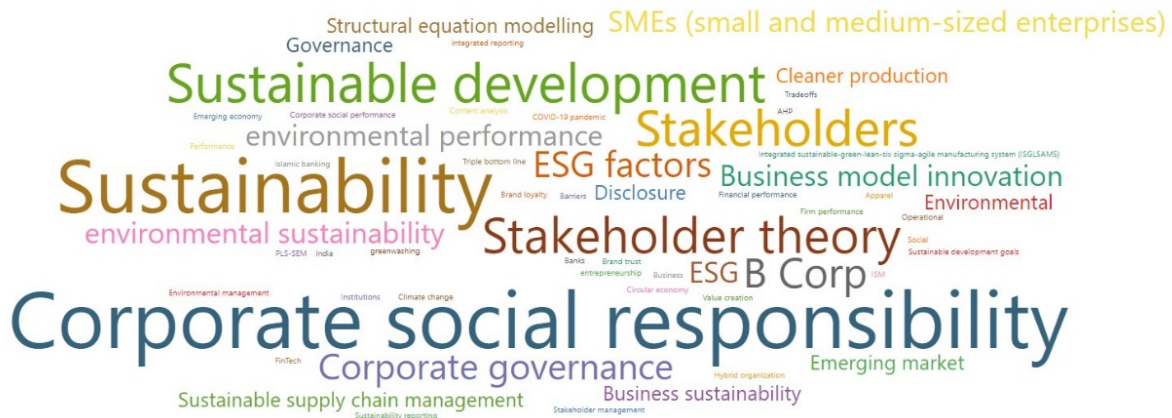 Structural equation modelling SMEs (small and medium-sized enterprises)
Governance integrated reporting
Sustainable development Cleaner production
Tradeoffs
Emerging economy Corporate social performance Content analysis COVID-19 pandemic AHP
environmental performance Stakeholders
Performance Integrated sustainable-green-lean-six sigma-agile manufacturing system (ISGLSAMS)
Islamic banking Triple bottom line ESG factors Business model innovation
Sustainability Brand loyalty Barriers Disclosure Financial performance Apparel Environmental
Firm performance Operational
environmental sustainability Stakeholder theory Social
PLS-SEM India greenwashing Sustainable development goals
Banks Brand trust
entrepreneurship Business ESG B Corp ISM
Circular economy
Environmental management Institutions Climate change Value creation
Corporate social responsibility
FinTech Corporate governance Hybrid organization Emerging market
Sustainable supply chain management Business sustainability
Sustainability reporting Stakeholder management